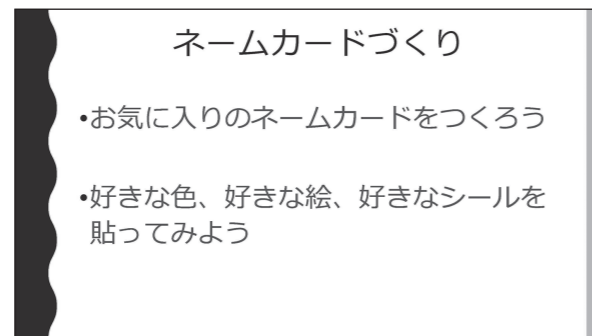 ネームカードづくり
•お気に入りのネームカードをつくろう
•好きな色、好きな絵、好きなシールを
貼ってみよう